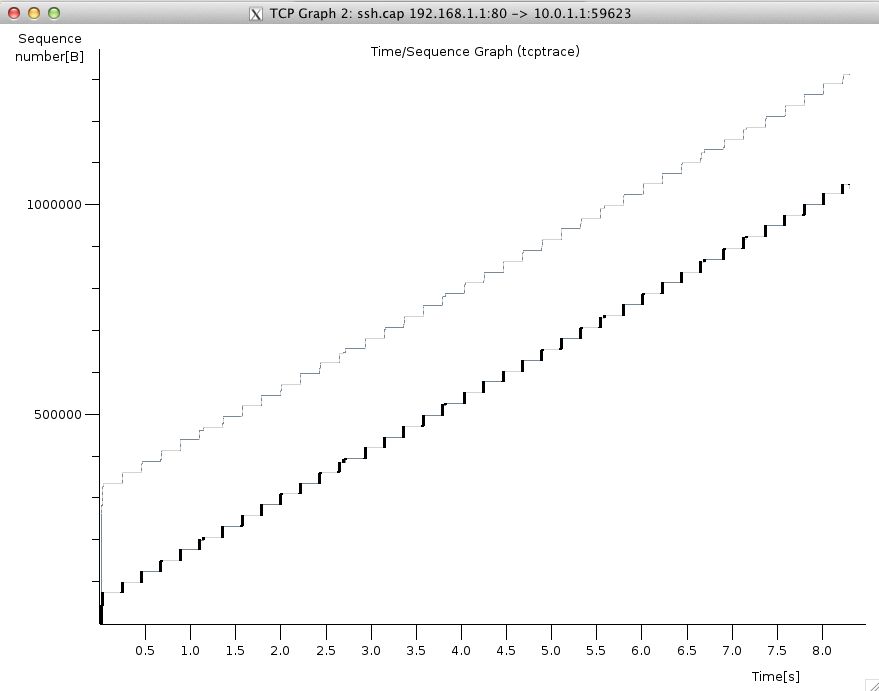 TCP Graph 2: ssh.cap 192.168.1.1:80 -> 10.0.1.1:59623
Sequence
number[B]
Time/Sequence Graph (tcptrace)
1000000
500000
0.5 1.0 1.5 2.0 2.5 3.0 3.5 4.0 4.5 5.0 5.5 6.0 6.5 7.0 7.5 8.0
Time[s]